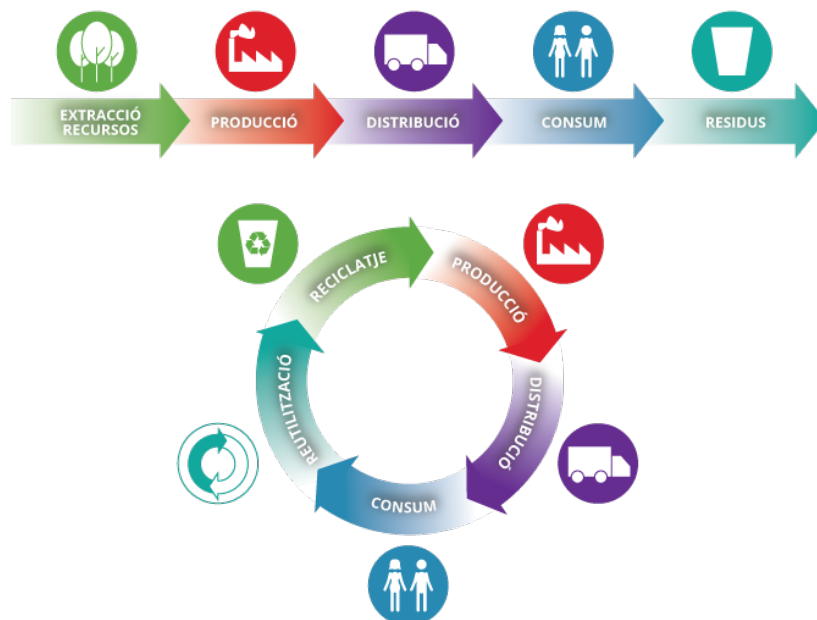 EXTRACCIÓ
RECURSOS
PRODUCCIÓ
DISTRIBUCIÓ
CONSUM
RESIDUS
RECICLATJE
PRODUCCIÓ
DISTRIBUCIÓ
CONSUM
REUTILITZACIÓ